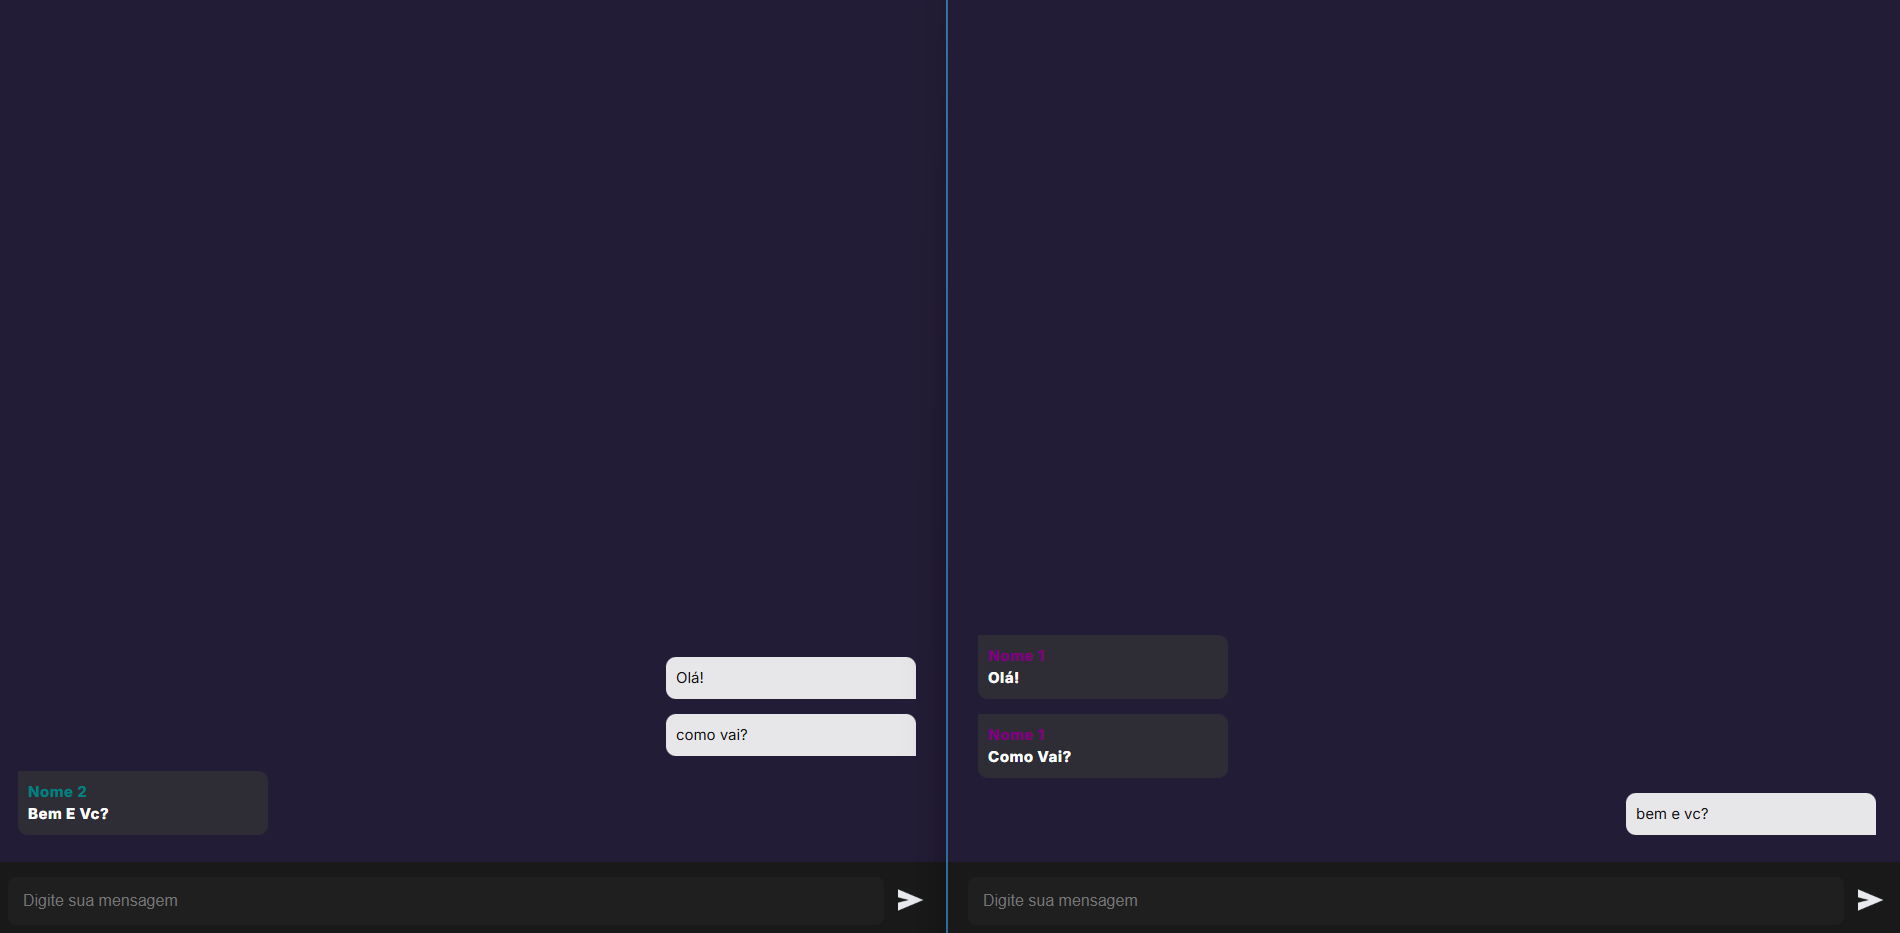 Olá!
como vai?
Nome 2
Bem E Vc?
Digite sua mensagem
Nome 1
Olá!
Nome 1
Como Vai?
bem e vc?
Digite sua mensagem